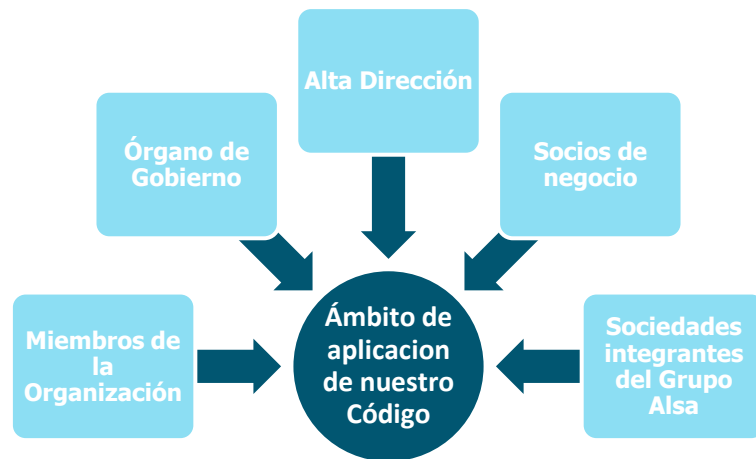 Alta Dirección
Órgano de
Gobierno
Socios de
negocio
Miembros de
la
Organización
Ámbito de
aplicacion
de nuestro
Código
Sociedades
integrantes
del Grupo
Alsa